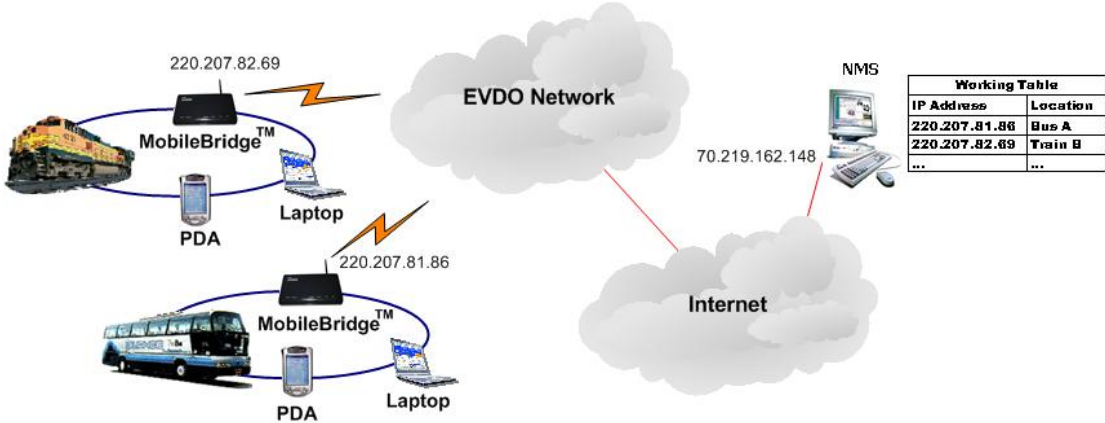 220.207.82.69
MobileBridge™
Laptop
PDA
EVDO Network
NMS
70.219.162.148
Working Table
IP Address Location
220.207.81.86 Bus A
220.207.82.69 Train B
... ...
220.207.81.86
MobileBridge™
Laptop
PDA
Internet